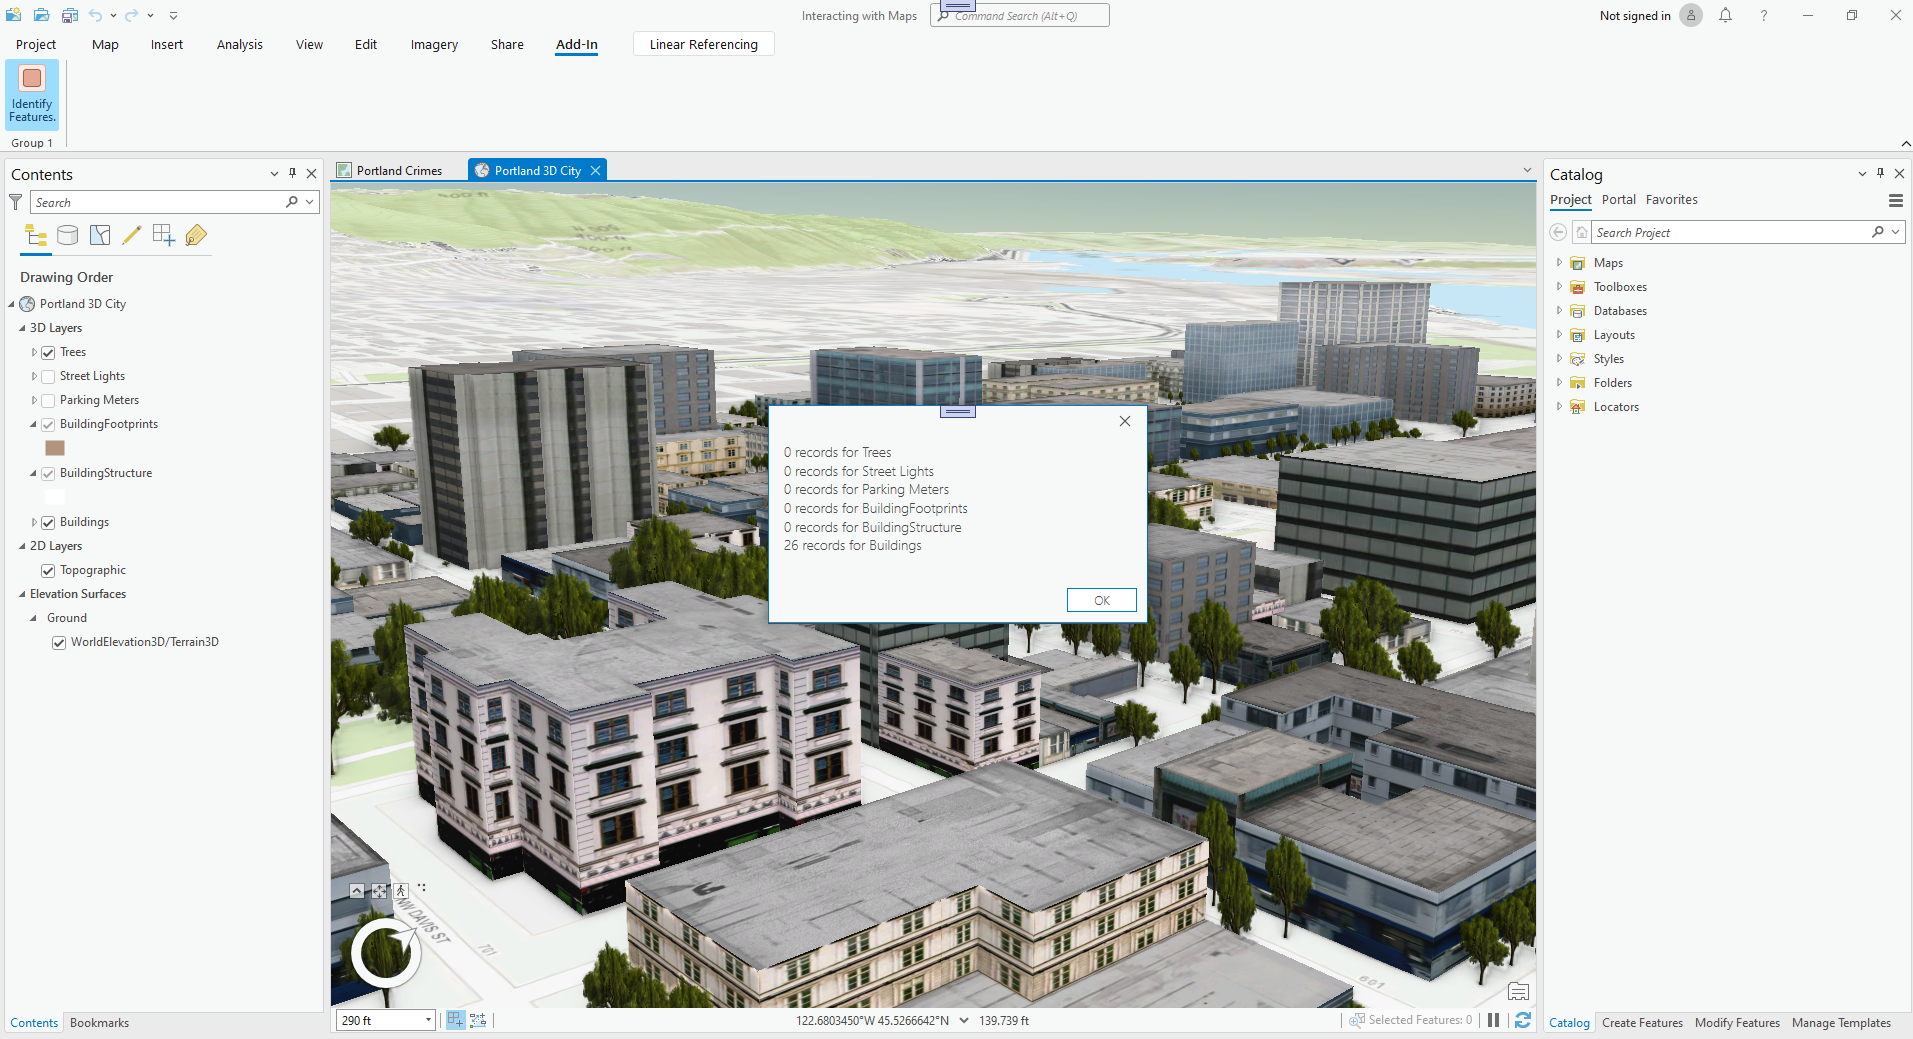 Interacting with Maps
Command Search (Alt+Q)
Not signed in
?
Project
Map
Insert
Analysis
View
Edit
Imagery
Share
Add-In
Linear Referencing
Identify
Features.
Group 1
Contents
Search
Drawing Order
Portland 3D City
3D Layers
Trees
Street Lights
Parking Meters
BuildingFootprints
BuildingStructure
Buildings
2D Layers
Topographic
Elevation Surfaces
Ground
WorldElevation3D/Terrain3D
Contents
Bookmarks
Portland Crimes
Portland 3D City
0 records for Trees
0 records for Street Lights
0 records for Parking Meters
0 records for BuildingFootprints
0 records for BuildingStructure
26 records for Buildings
OK
NW DAVIS ST
701
601
290 ft
122.6803450°W 45.5266642°N
139.739 ft
Selected Features: 0
Catalog
Project
Portal
Favorites
Search Project
Maps
Toolboxes
Databases
Layouts
Styles
Folders
Locators
Catalog
Create Features
Modify Features
Manage Templates